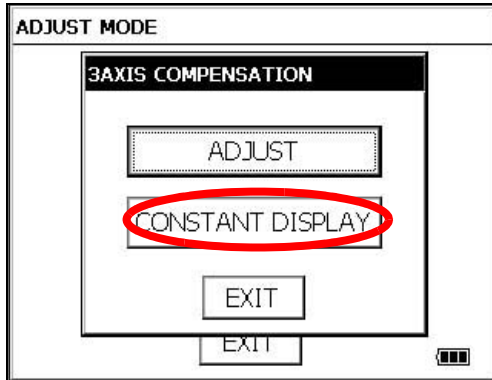 ADJUST MODE
3AXIS COMPENSATION
ADJUST
CONSTANT DISPLAY
EXIT
EXIT